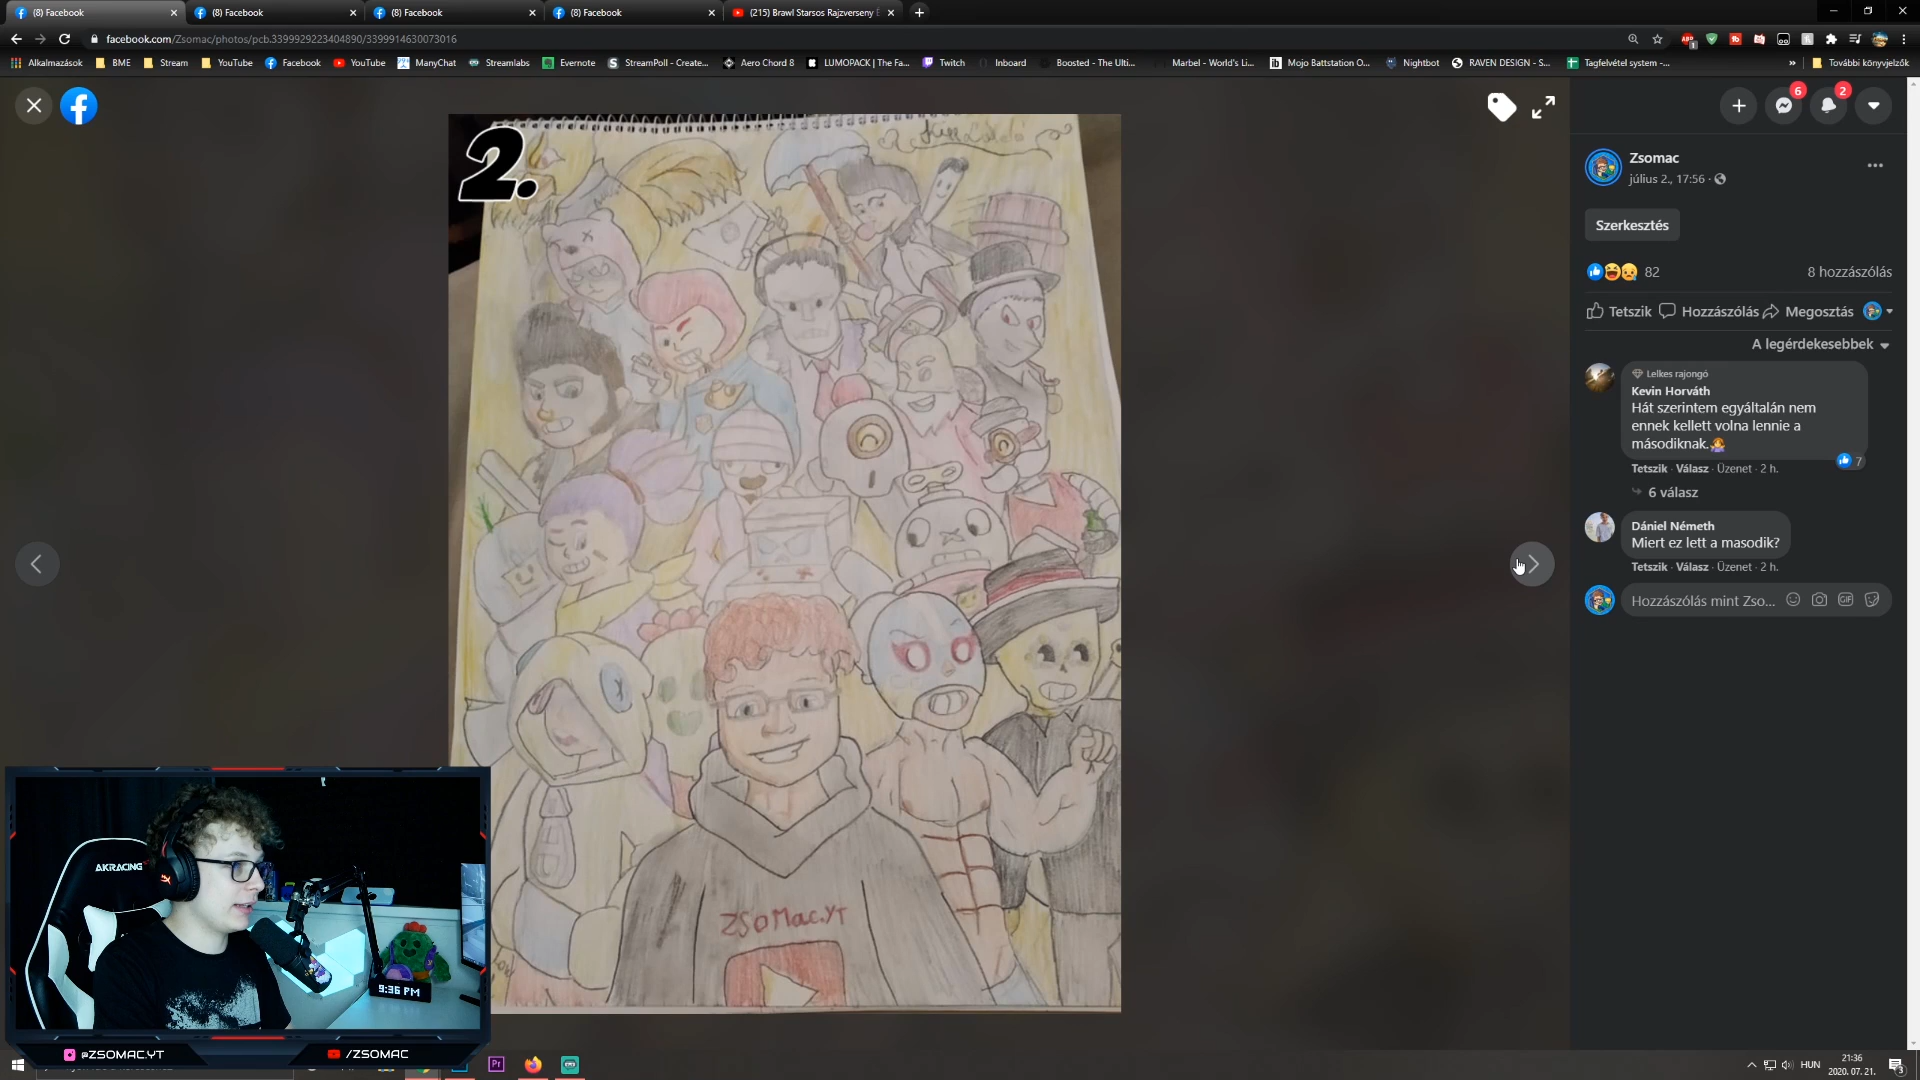 (8) Facebook
(8) Facebook
(8) Facebook
(8) Facebook
(215) Brawl Starsos Rajzverseny
facebook.com/Zsomac/photos/pcb.3399929223404890/3399914630073016
Alkalmazások
BME
Stream
YouTube
Facebook
YouTube
ManyChat
Streamlabs
Evernote
StreamPoll - Create...
Aero Chord 8
LUMOPACK | The Fa...
Twitch
Inboard
Boosted - The Ulti...
Marbel - World's Li...
Mojo Battstation O...
Nightbot
RAVEN DESIGN - S...
Tagfelvétel system -...
»
További könyvjelzők
2.
6
2
Zsomac
július 2., 17:56 ·
Szerkesztés
82
8 hozzászólás
Tetszik
Hozzászólás
Megosztás
A legérdekesebbek
Lelkes rajongó
Kevin Horváth
Hát szerintem egyáltalán nem
ennek kellett volna lennie a
másodiknak.
7
Tetszik · Válasz · Üzenet · 2 h.
6 válasz
Dániel Németh
Miert ez lett a masodik?
Tetszik · Válasz · Üzenet · 2 h.
Hozzászólás mint Zso...
GIF
ZSoMac.YT
AKRACING
9:36 PM
@ZSOMAC.YT
/ZSOMAC
Pr
HUN
21:36
2020. 07. 21.
3